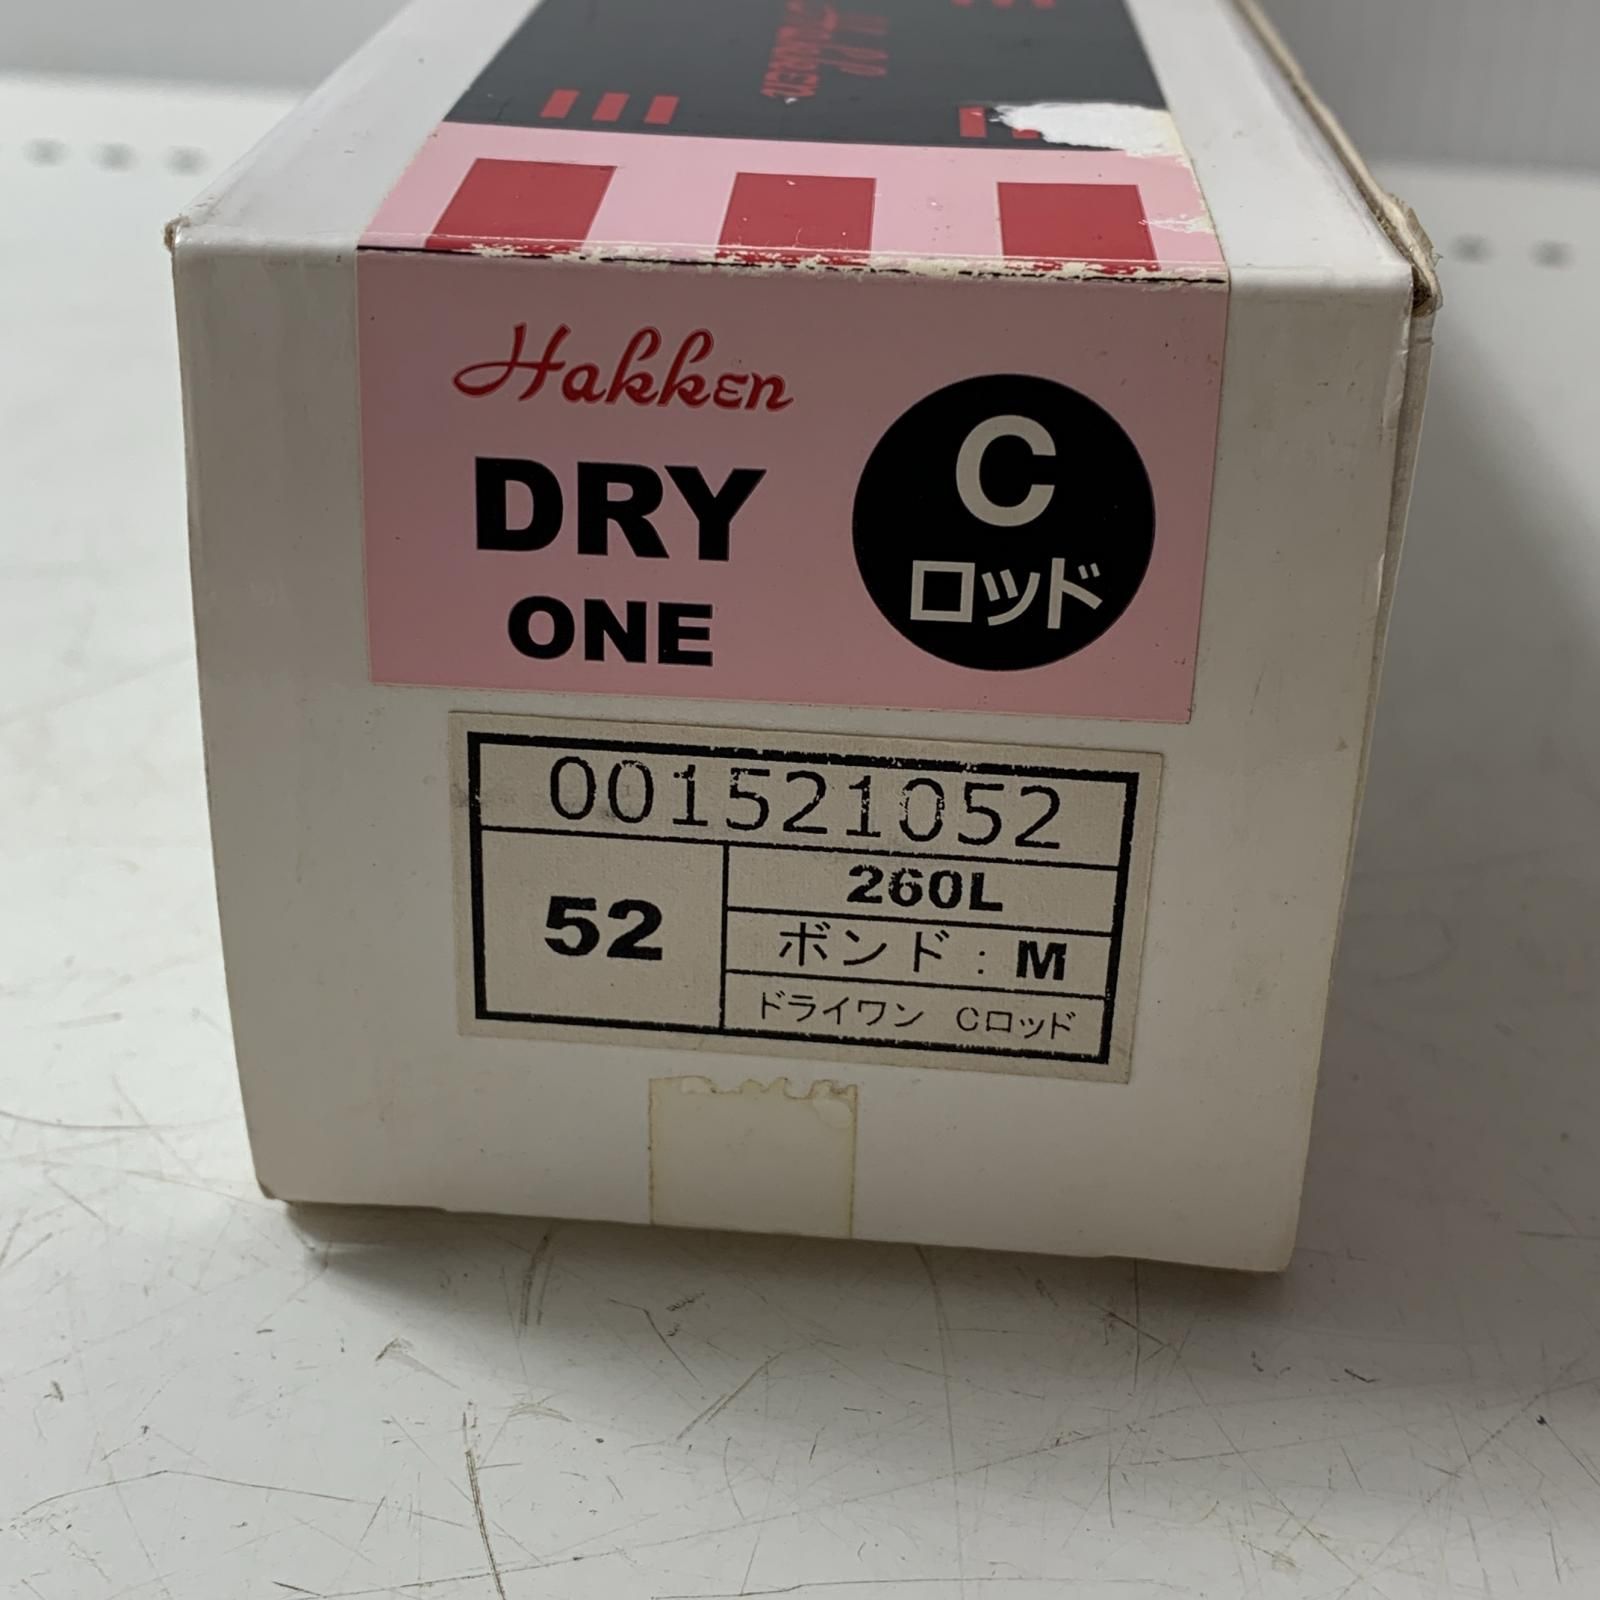 Hakken
DRY
ONE
C
ロッド
001521052
52
260L
ボンド : M
ドライワン Cロッド